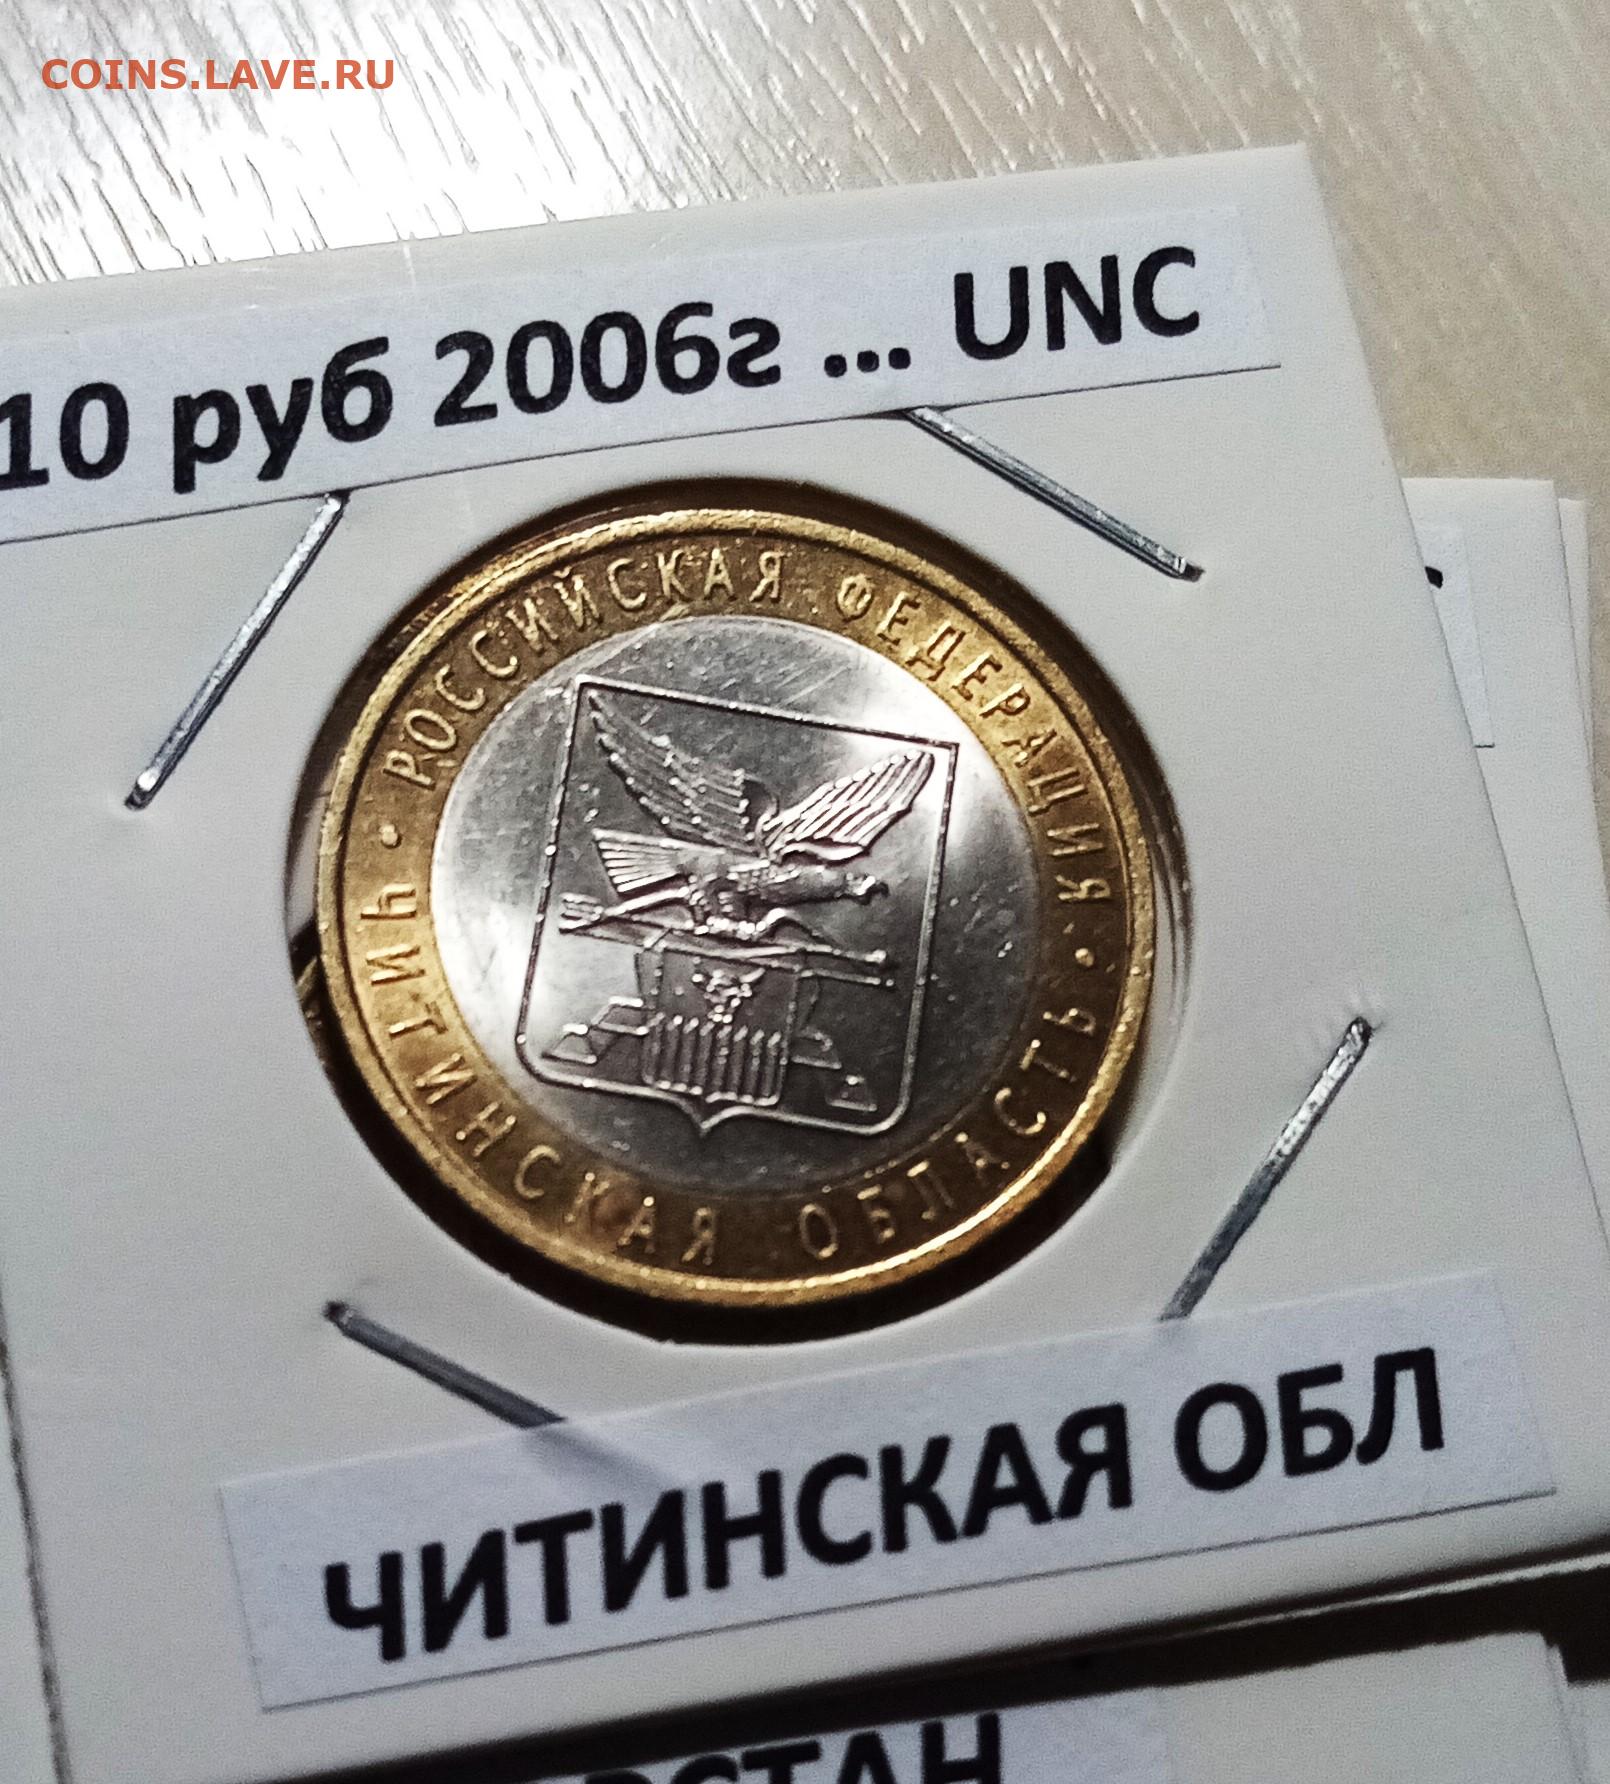 COINS.LAVE.RU
10 руб 2006г ... UNC
• РОССИЙСКАЯ ФЕДЕРАЦИЯ •
ЧИТИНСКАЯ ОБЛАСТЬ
ЧИТИНСКАЯ ОБЛ